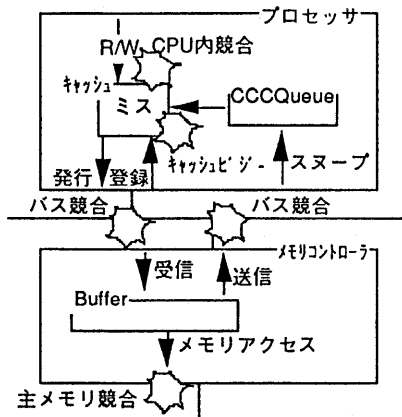 プロセッサ
R/W CPU内競合
キャッシュ
ミス
CCCQueue
キャッシュビジー
スヌープ
発行 登録
バス競合 バス競合
メモリコントローラ
受信 送信
Buffer
メモリアクセス
主メモリ競合